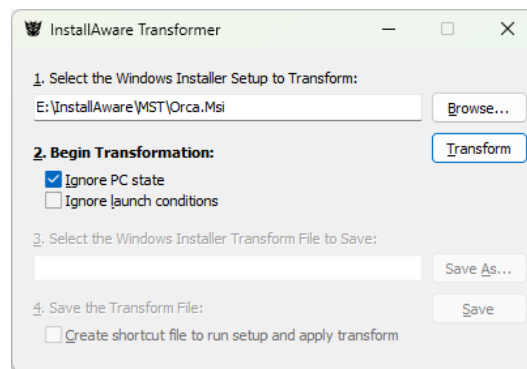 InstallAware Transformer
1. Select the Windows Installer Setup to Transform:
E:\InstallAware\MST\Orca.Msi
Browse...
2. Begin Transformation:
Transform
Ignore PC state
Ignore launch conditions
3. Select the Windows Installer Transform File to Save:
Save As...
4. Save the Transform File:
Save
Create shortcut file to run setup and apply transform